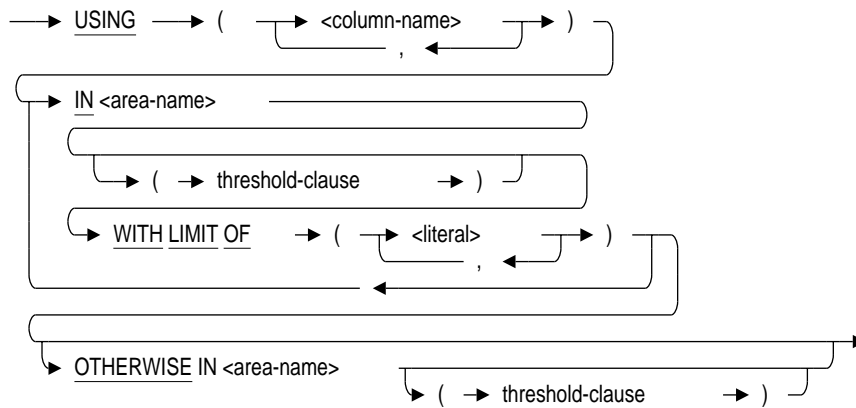 USING ( <column-name> )
,
IN <area-name>
( threshold-clause )
WITH LIMIT OF ( <literal> )
,
OTHERWISE IN <area-name>
( threshold-clause )